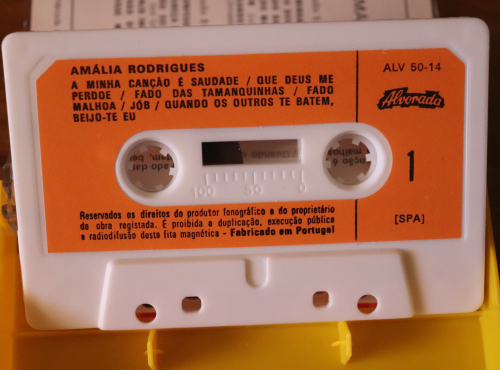 AMÁLIA RODRIGUES
A MINHA CANÇÃO É SAUDADE / QUE DEUS ME
PERDOE / FADO DAS TAMANQUINHAS / FADO
MALHOA / JÓB / QUANDO OS OUTROS TE BATEM,
BEIJO-TE EU
ALV 50-14
Alvorada
1
[SPA]
100 50 0
Reservados os direitos do produtor fonográfico e do proprietário
da obra registada. É proibida a duplicação, execução pública
e radiodifusão desta fita magnética - Fabricado em Portugal